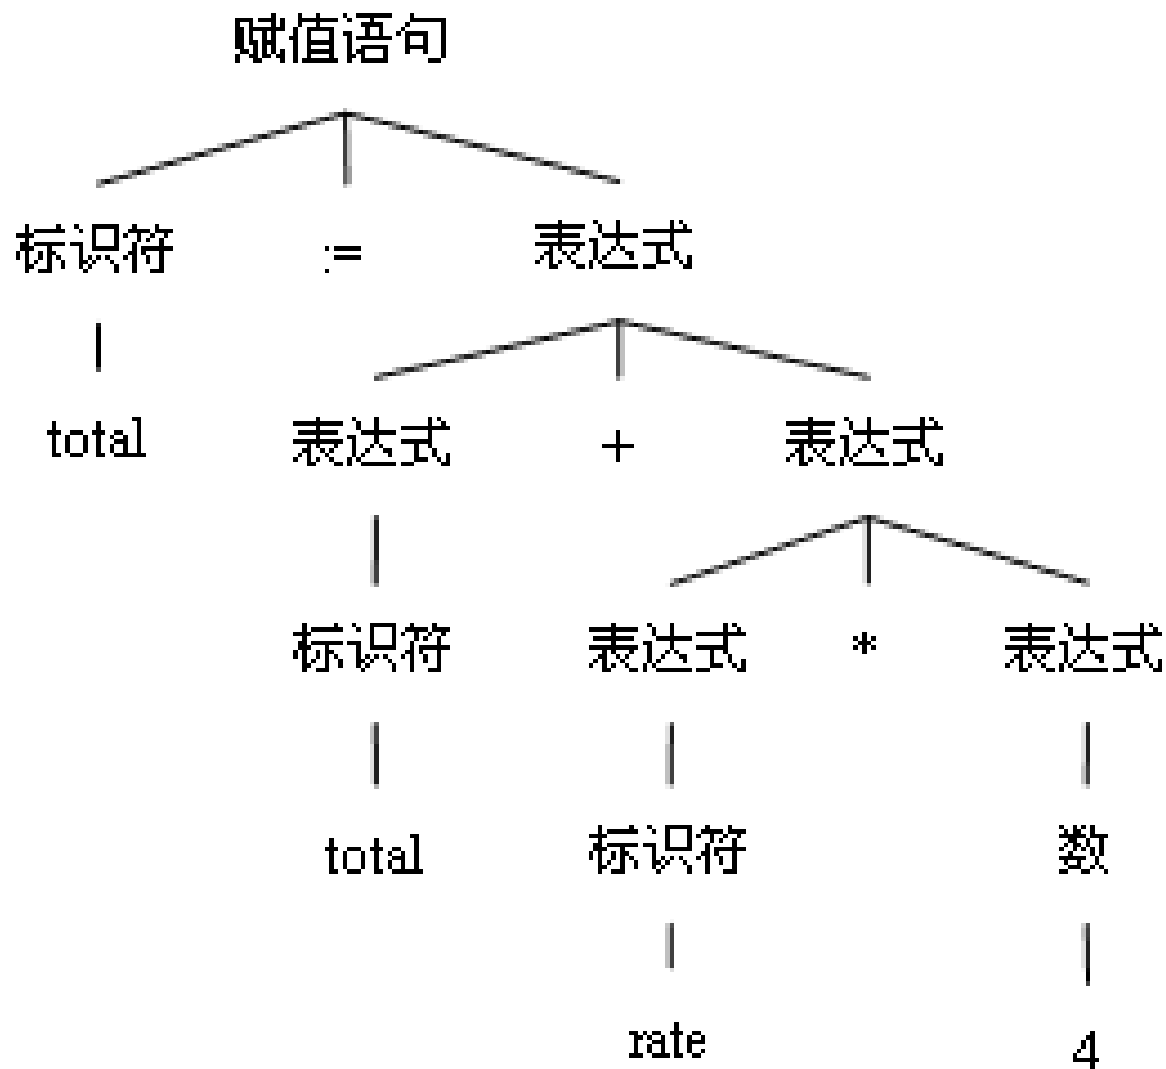 赋值语句
标识符 := 表达式
total 表达式 + 表达式
标识符 表达式 * 表达式
total 标识符 数
rate 4